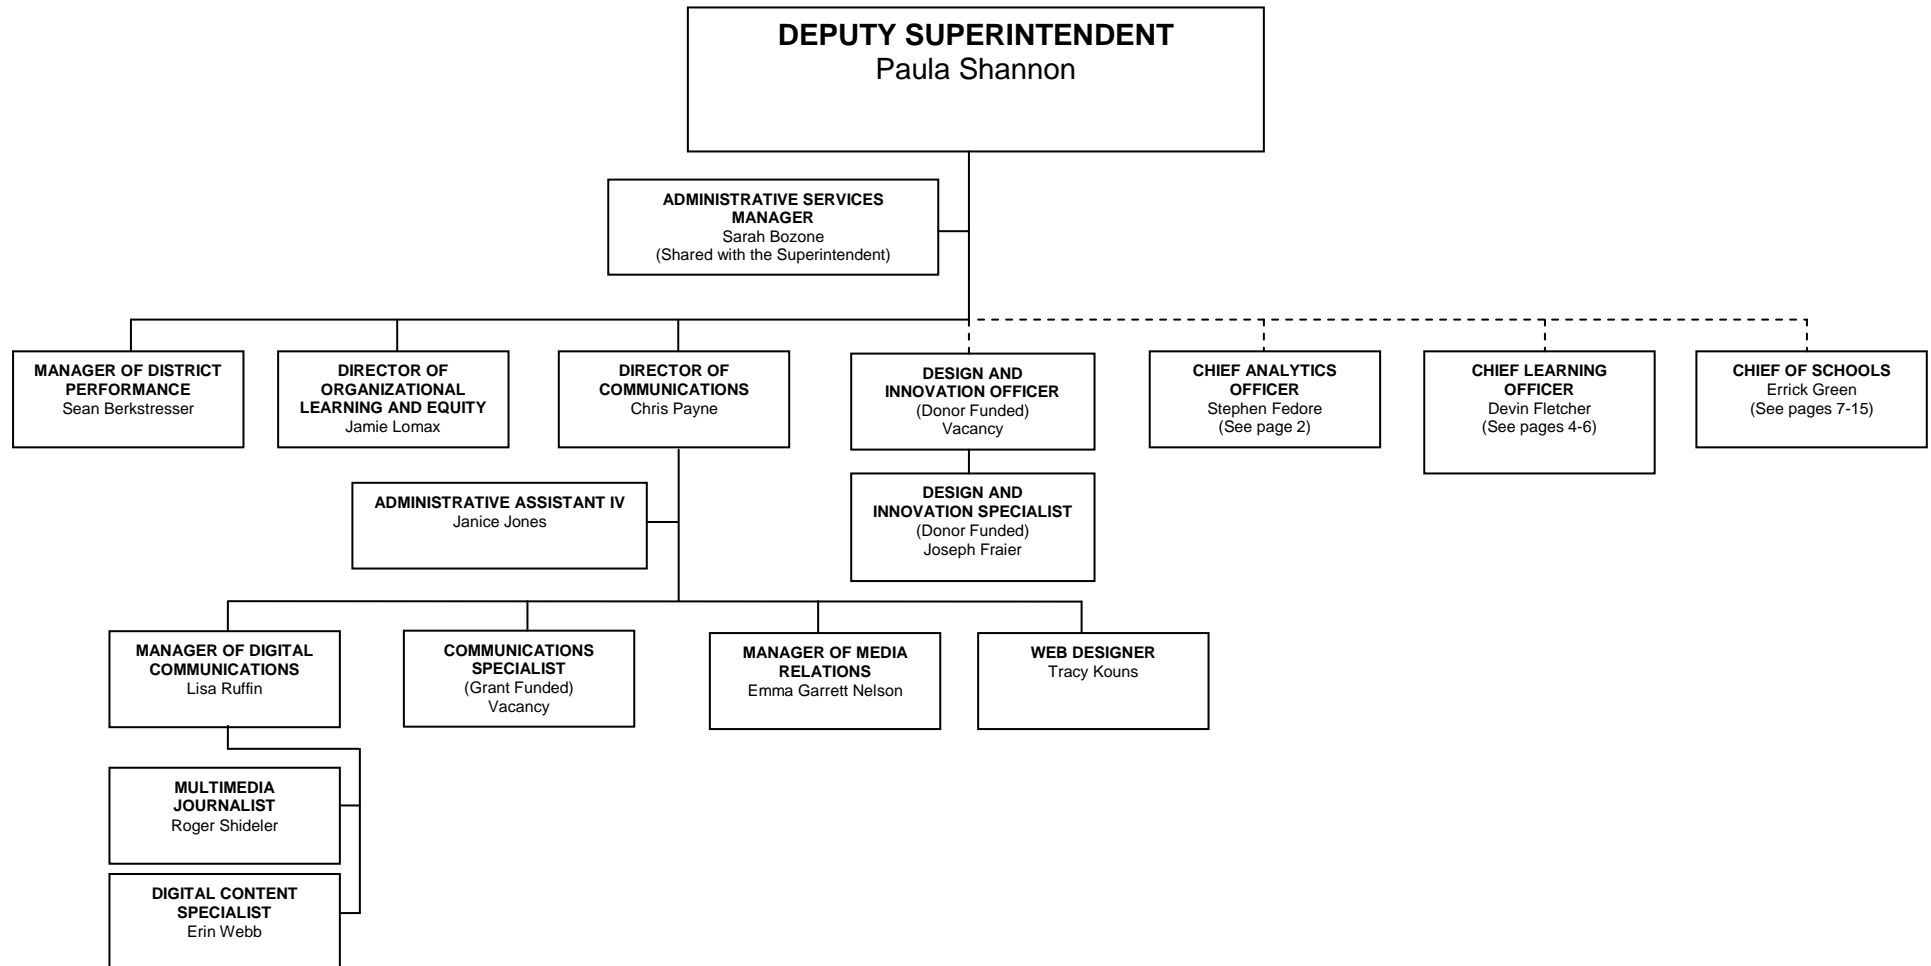 DEPUTY SUPERINTENDENT
Paula Shannon
ADMINISTRATIVE SERVICES
MANAGER
Sarah Bozone
(Shared with the Superintendent)
MANAGER OF DISTRICT
PERFORMANCE
Sean Berkstresser
DIRECTOR OF
ORGANIZATIONAL
LEARNING AND EQUITY
Jamie Lomax
DIRECTOR OF
COMMUNICATIONS
Chris Payne
DESIGN AND
INNOVATION OFFICER
(Donor Funded)
Vacancy
CHIEF ANALYTICS
OFFICER
Stephen Fedore
(See page 2)
CHIEF LEARNING
OFFICER
Devin Fletcher
(See pages 4-6)
CHIEF OF SCHOOLS
Errick Green
(See pages 7-15)
ADMINISTRATIVE ASSISTANT IV
Janice Jones
DESIGN AND
INNOVATION SPECIALIST
(Donor Funded)
Joseph Fraier
MANAGER OF DIGITAL
COMMUNICATIONS
Lisa Ruffin
COMMUNICATIONS
SPECIALIST
(Grant Funded)
Vacancy
MANAGER OF MEDIA
RELATIONS
Emma Garrett Nelson
WEB DESIGNER
Tracy Kouns
MULTIMEDIA
JOURNALIST
Roger Shideler
DIGITAL CONTENT
SPECIALIST
Erin Webb